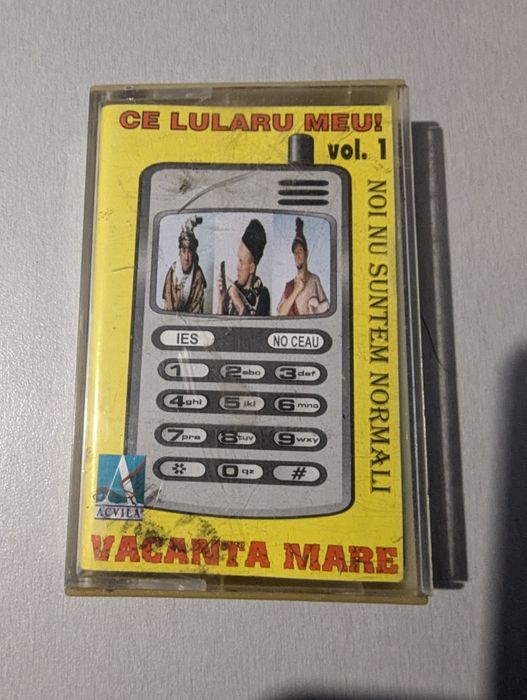 CE LULARU MEU!
vol. 1
NOI NU SUNTEM NORMALI
IES
NO CEAU
1
2abc
3def
4ghi
5jkl
6mno
7prs
8tuv
9wxy
*
0qz
#
ACVILA
VACANTA MARE